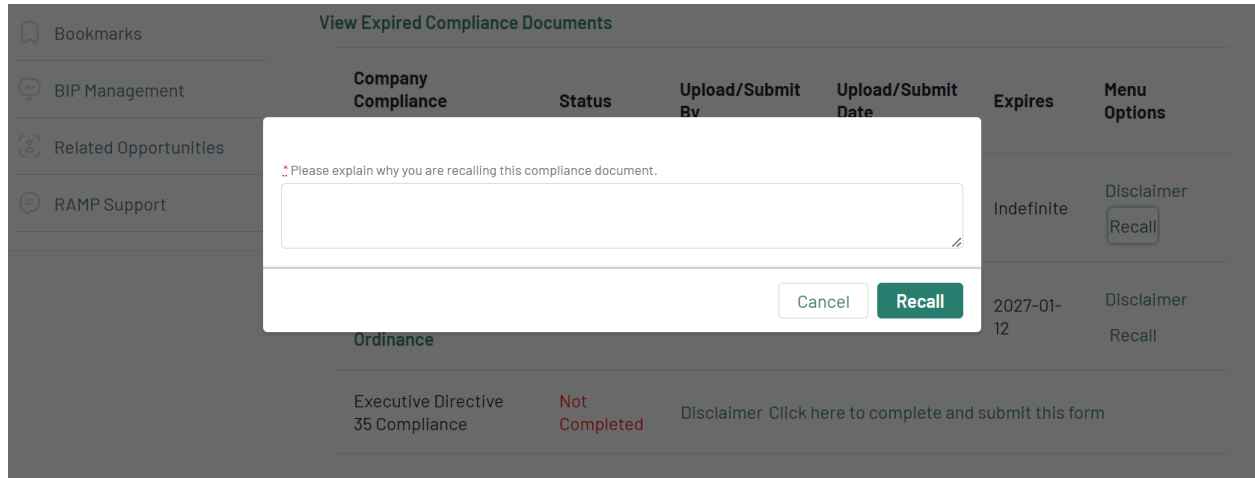 Bookmarks
BIP Management
Related Opportunities
RAMP Support
View Expired Compliance Documents
Company
Compliance
Status
Upload/Submit
By
Upload/Submit
Date
Expires
Menu
Options
* Please explain why you are recalling this compliance document.
Cancel
Recall
Indefinite
Disclaimer
Recall
Ordinance
2027-01-
12
Disclaimer
Recall
Executive Directive
35 Compliance
Not
Completed
Disclaimer Click here to complete and submit this form